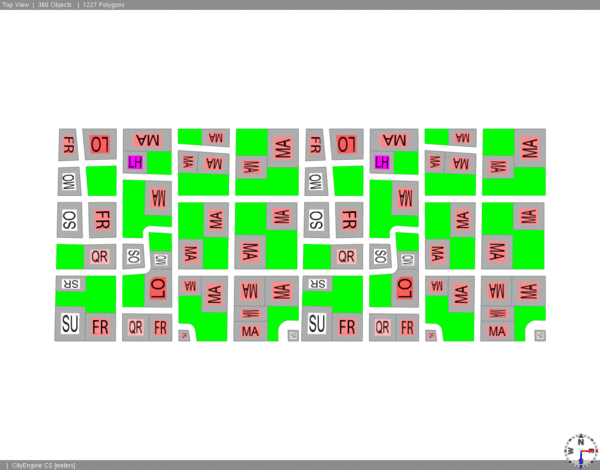 Top View | 368 Objects | 1227 Polygons
FR LO MA MA MA FR LO MA MA MA
LH MA MA MA LH MA MA MA
OW MA OW MA
OS FR MA MA OS FR MA MA
QR SO OW MA MA QR SO OW MA MA
SR LO MA MA MA MA SR LO MA MA MA MA
MA MA
SU FR QR FR MA SU FR QR FR MA
W N E
CityEngine CS [meters]